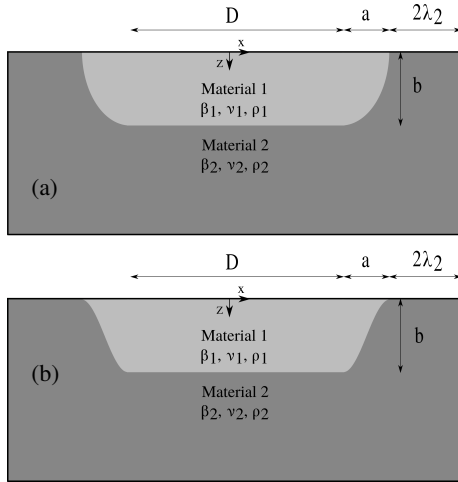 D a 2λ₂
x
z
b
Material 1
β₁, ν₁, ρ₁
Material 2
β₂, ν₂, ρ₂
(a)
D a 2λ₂
x
z
b
Material 1
β₁, ν₁, ρ₁
(b)
Material 2
β₂, ν₂, ρ₂